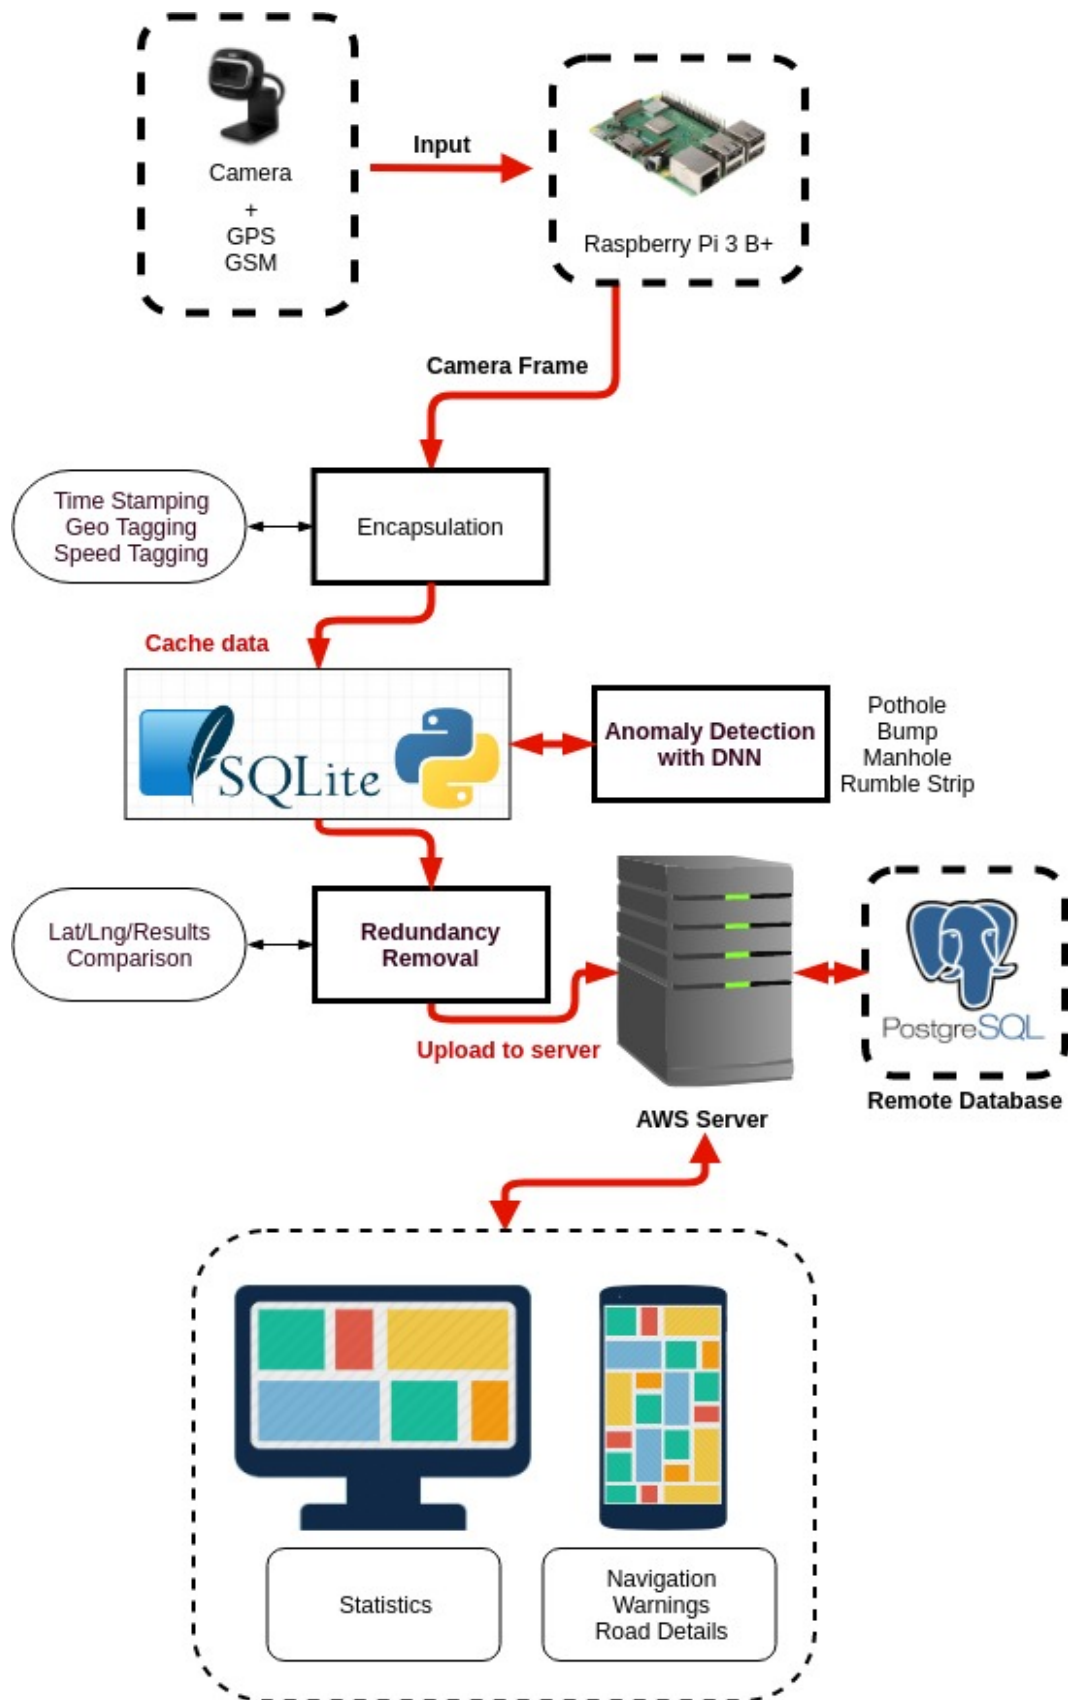 Camera
+
GPS
GSM
Input
Raspberry Pi 3 B+
Camera Frame
Time Stamping
Geo Tagging
Speed Tagging
Encapsulation
Cache data
SQLite
Anomaly Detection
with DNN
Pothole
Bump
Manhole
Rumble Strip
Lat/Lng/Results
Comparison
Redundancy
Removal
Upload to server
AWS Server
PostgreSQL
Remote Database
Statistics
Navigation
Warnings
Road Details